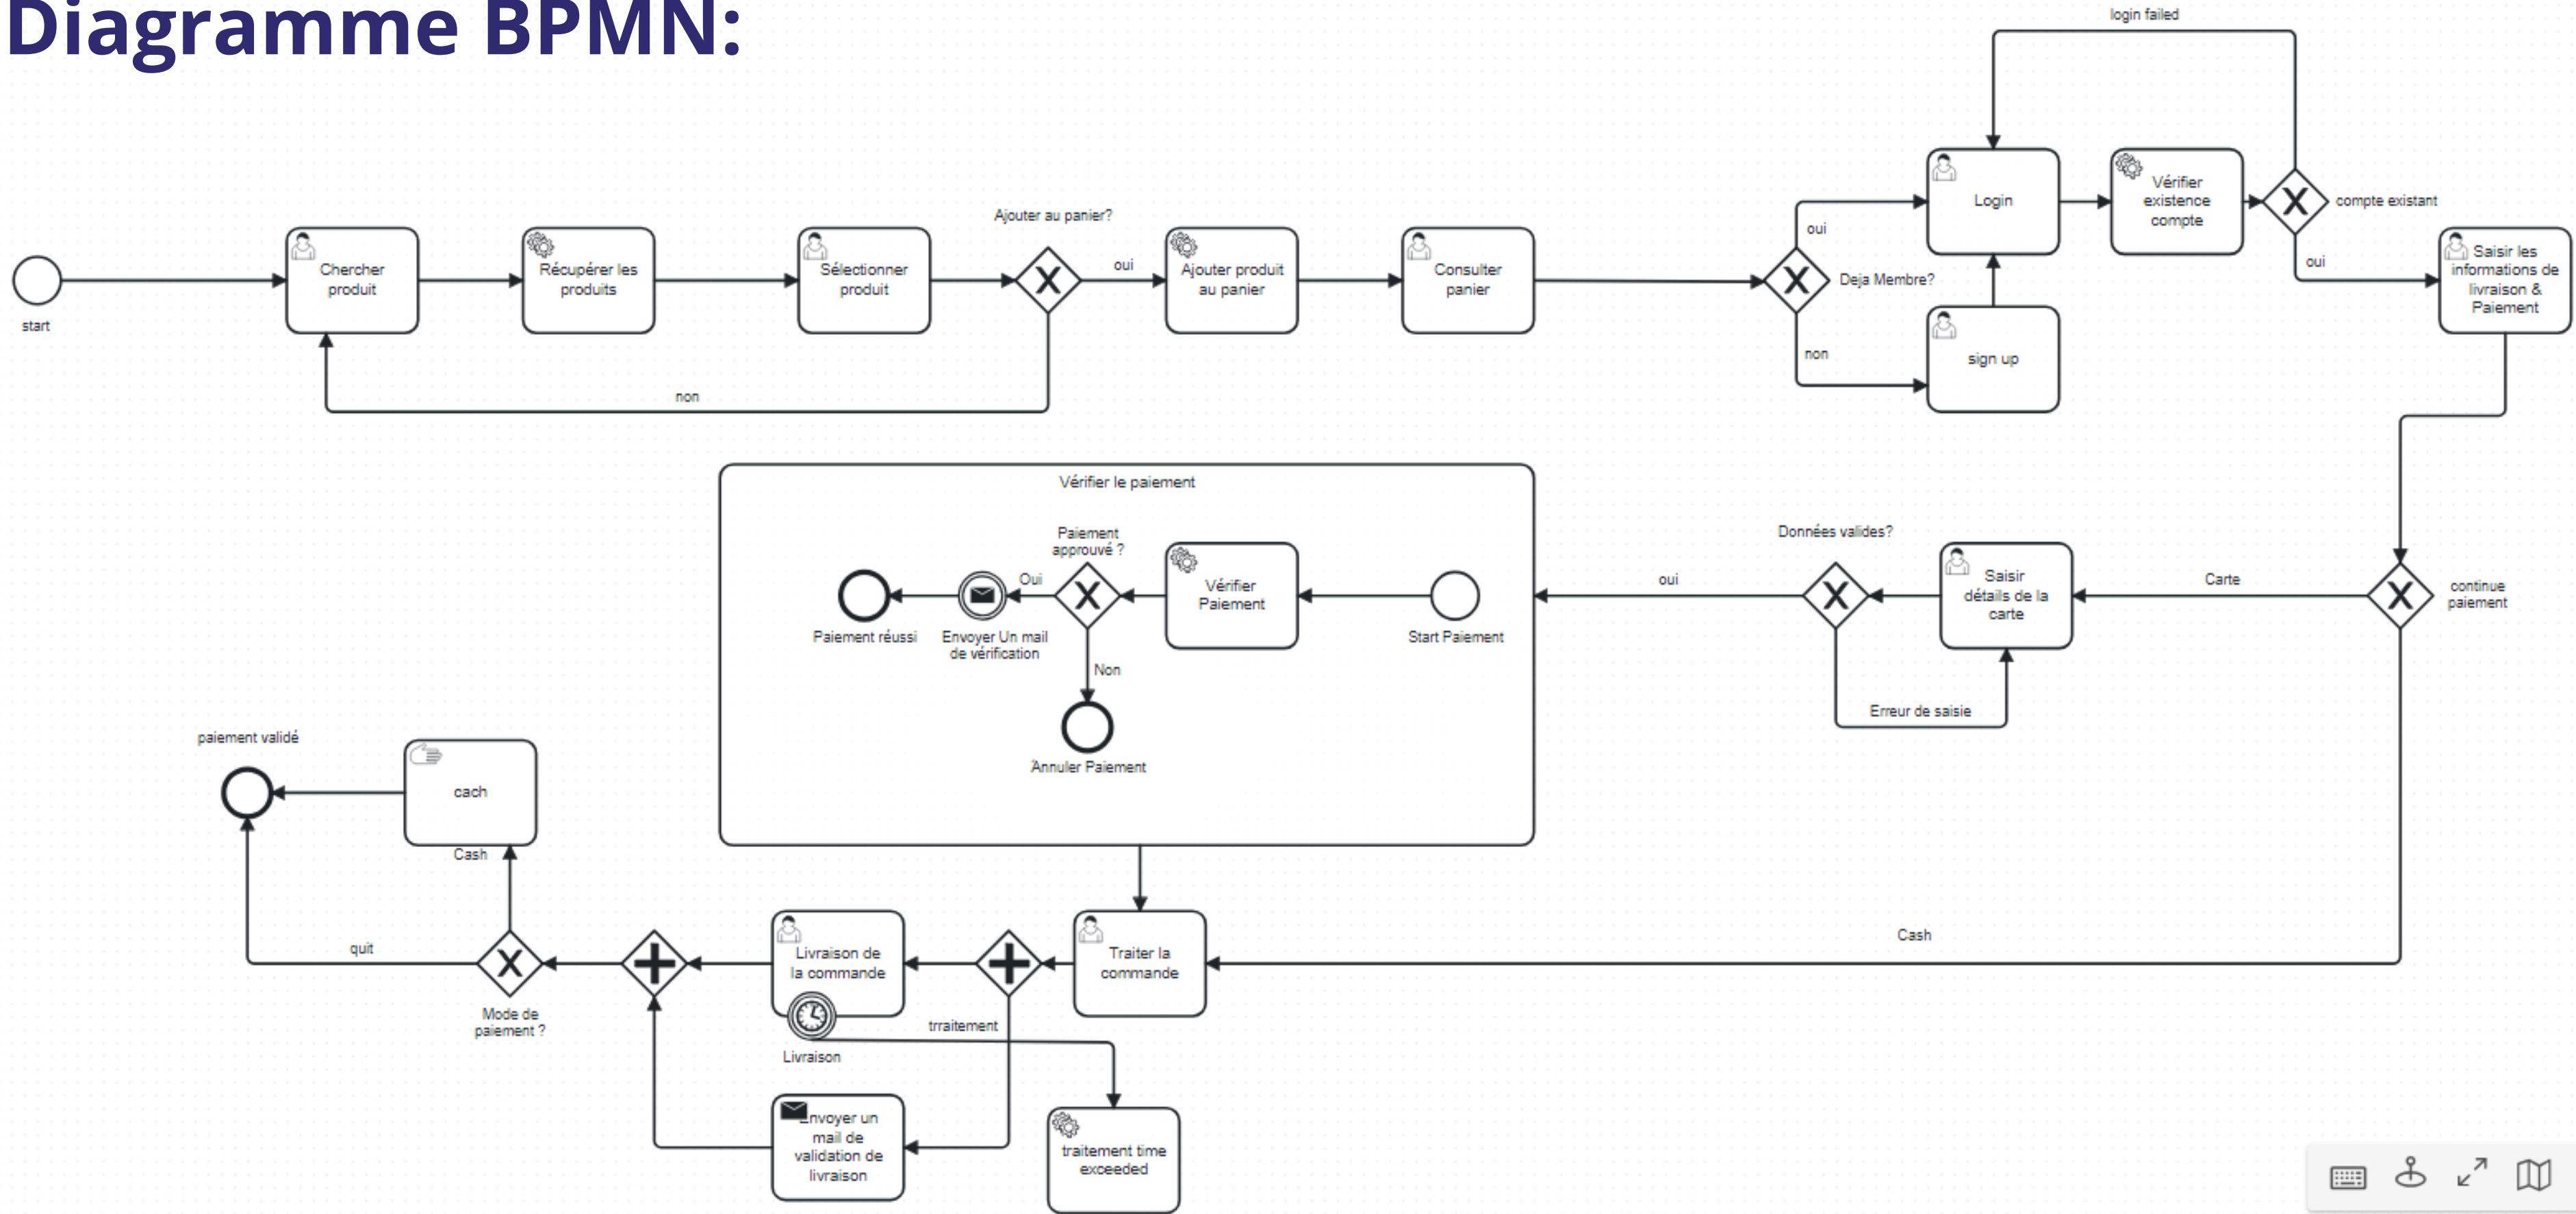 Diagramme BPMN:
login failed
start
Chercher
produit
Récupérer les
produits
Sélectionner
produit
Ajouter au panier?
oui
non
Ajouter produit
au panier
Consulter
panier
Deja Membre?
oui
non
Login
sign up
Vérifier
existence
compte
compte existant
oui
Saisir les
informations de
livraison &
Paiement
continue
paiement
Carte
Cash
Saisir
détails de la
carte
Données valides?
Erreur de saisie
oui
Vérifier le paiement
Start Paiement
Vérifier
Paiement
Paiement
approuvé ?
Oui
Non
Envoyer Un mail
de vérification
Paiement réussi
Annuler Paiement
Traiter la
commande
trraitement
Livraison de
la commande
Livraison
traitement time
exceeded
nvoyer un
mail de
validation de
livraison
Mode de
paiement ?
Cash
cach
quit
paiement validé